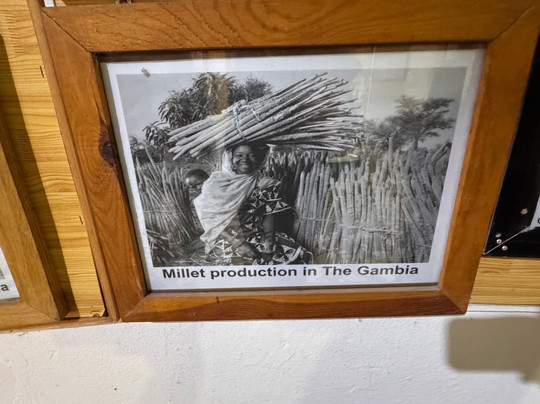 Millet production in The Gambia